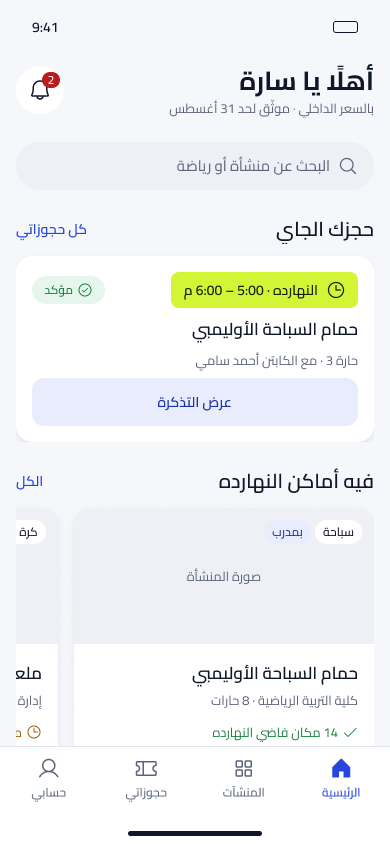 9:41
أهلًا يا سارة
بالسعر الداخلي · موثّق لحد 31 أغسطس
2
البحث عن منشأة أو رياضة
حجزك الجاي
كل حجوزاتي
النهارده · 5:00 – 6:00 م
مؤكد
حمام السباحة الأوليمبي
حارة 3 · مع الكابتن أحمد سامي
عرض التذكرة
فيه أماكن النهارده
الكل
سباحة
بمدرب
كرة
صورة المنشأة
حمام السباحة الأوليمبي
ملع
كلية التربية الرياضية · 8 حارات
إدارة
14 مكان فاضي النهارده
الرئيسية
المنشآت
حجوزاتي
حسابي